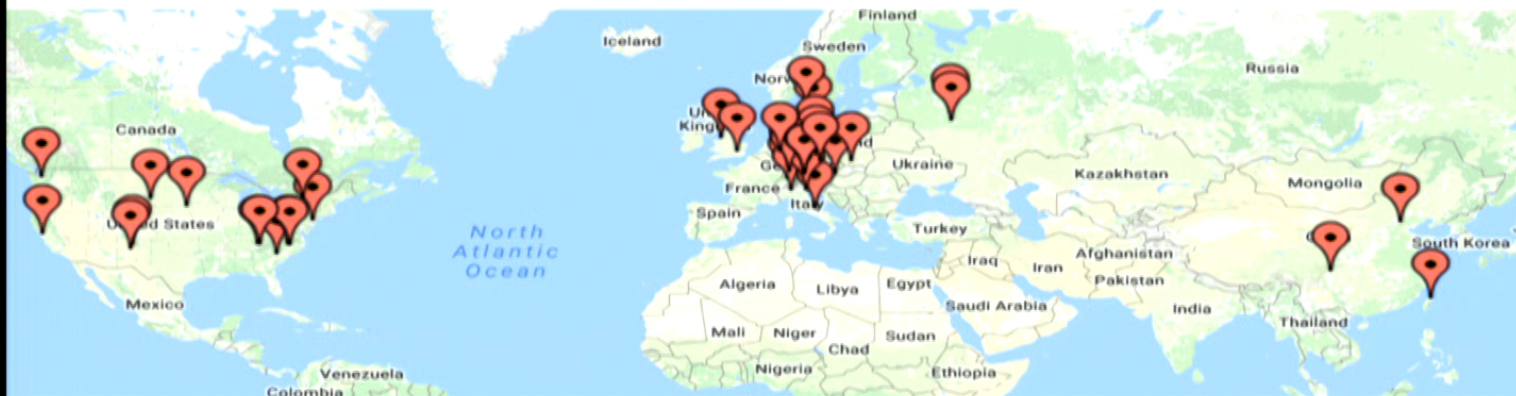 Finland
Iceland
Sweden
Russia
Canada
Ukraine
Kazakhstan
Mongolia
France
Italy
Spain
United States
Turkey
South Korea
North
Atlantic
Ocean
Afghanistan
Iraq
Iran
Pakistan
Algeria
Libya
Egypt
Saudi Arabia
India
Mexico
Thailand
Mali
Niger
Sudan
Chad
Nigeria
Ethiopia
Venezuela
Colombia